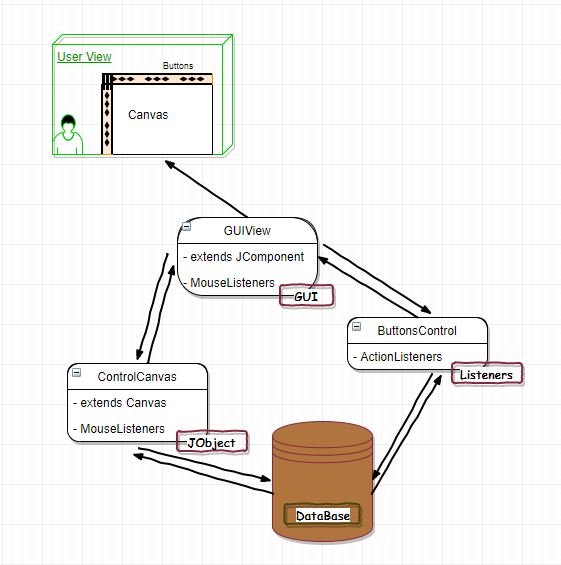 User View
Buttons
Canvas
GUIView
- extends JComponent
- MouseListeners
GUI
ButtonsControl
- ActionListeners
Listeners
ControlCanvas
- extends Canvas
- MouseListeners
JObject
DataBase